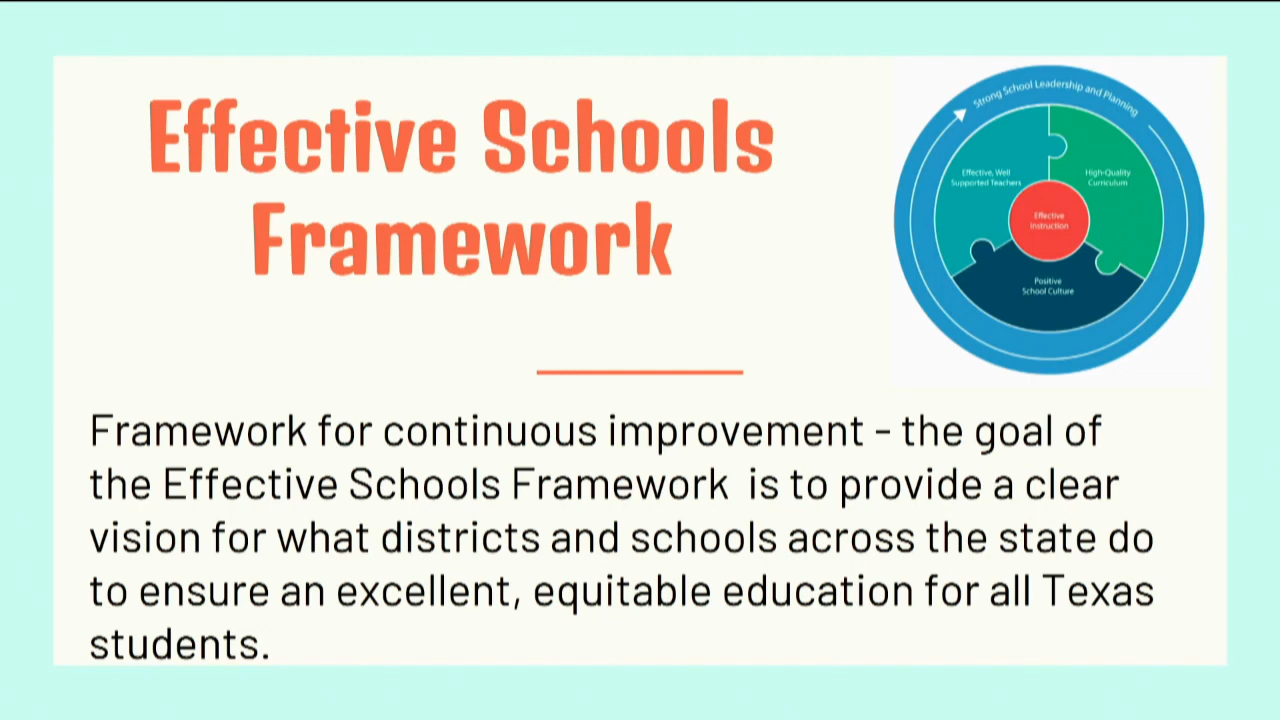 Effective Schools
Framework
Strong School Leadership and Planning
Effective, Well
Supported Teachers
High-Quality
Curriculum
Effective
Instruction
Positive
School Culture
Framework for continuous improvement - the goal of
the Effective Schools Framework is to provide a clear
vision for what districts and schools across the state do
to ensure an excellent, equitable education for all Texas
students.